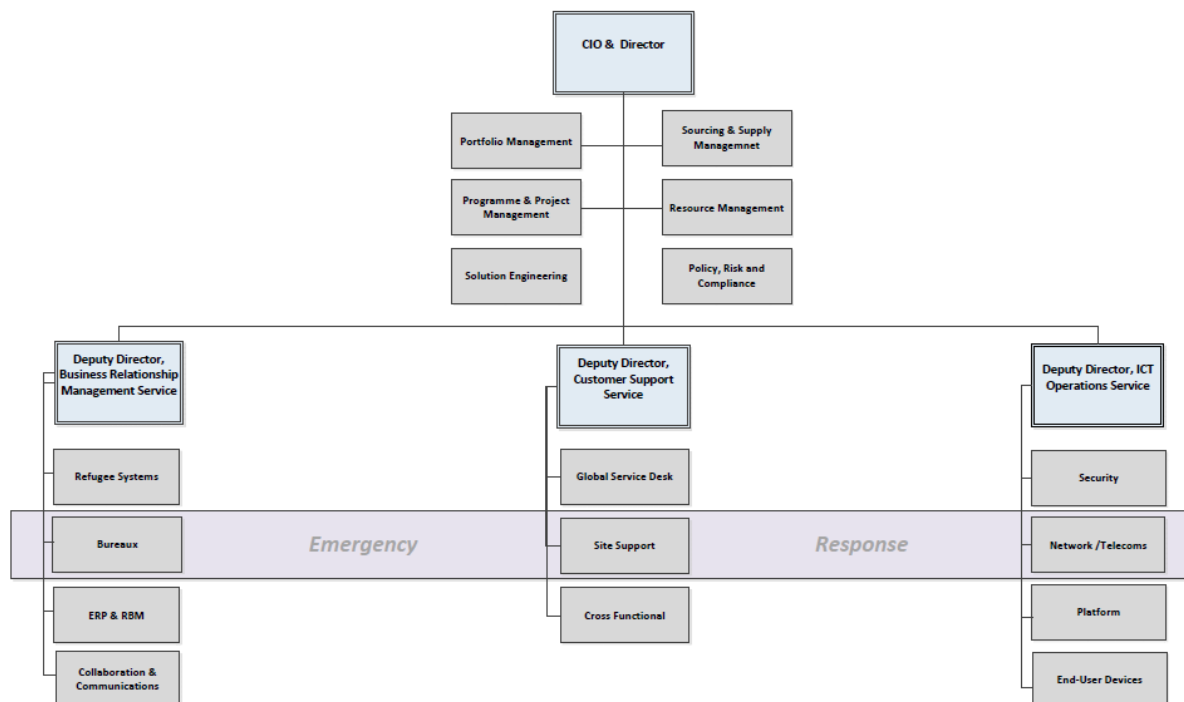 CIO & Director
Portfolio Management
Sourcing & Supply
Managemnet
Programme & Project
Management
Resource Management
Solution Engineering
Policy, Risk and
Compliance
Deputy Director,
Business Relationship
Management Service
Deputy Director,
Customer Support
Service
Deputy Director, ICT
Operations Service
Refugee Systems
Global Service Desk
Security
Bureaux
Emergency
Site Support
Response
Network /Telecoms
ERP & RBM
Cross Functional
Platform
Collaboration &
Communications
End-User Devices